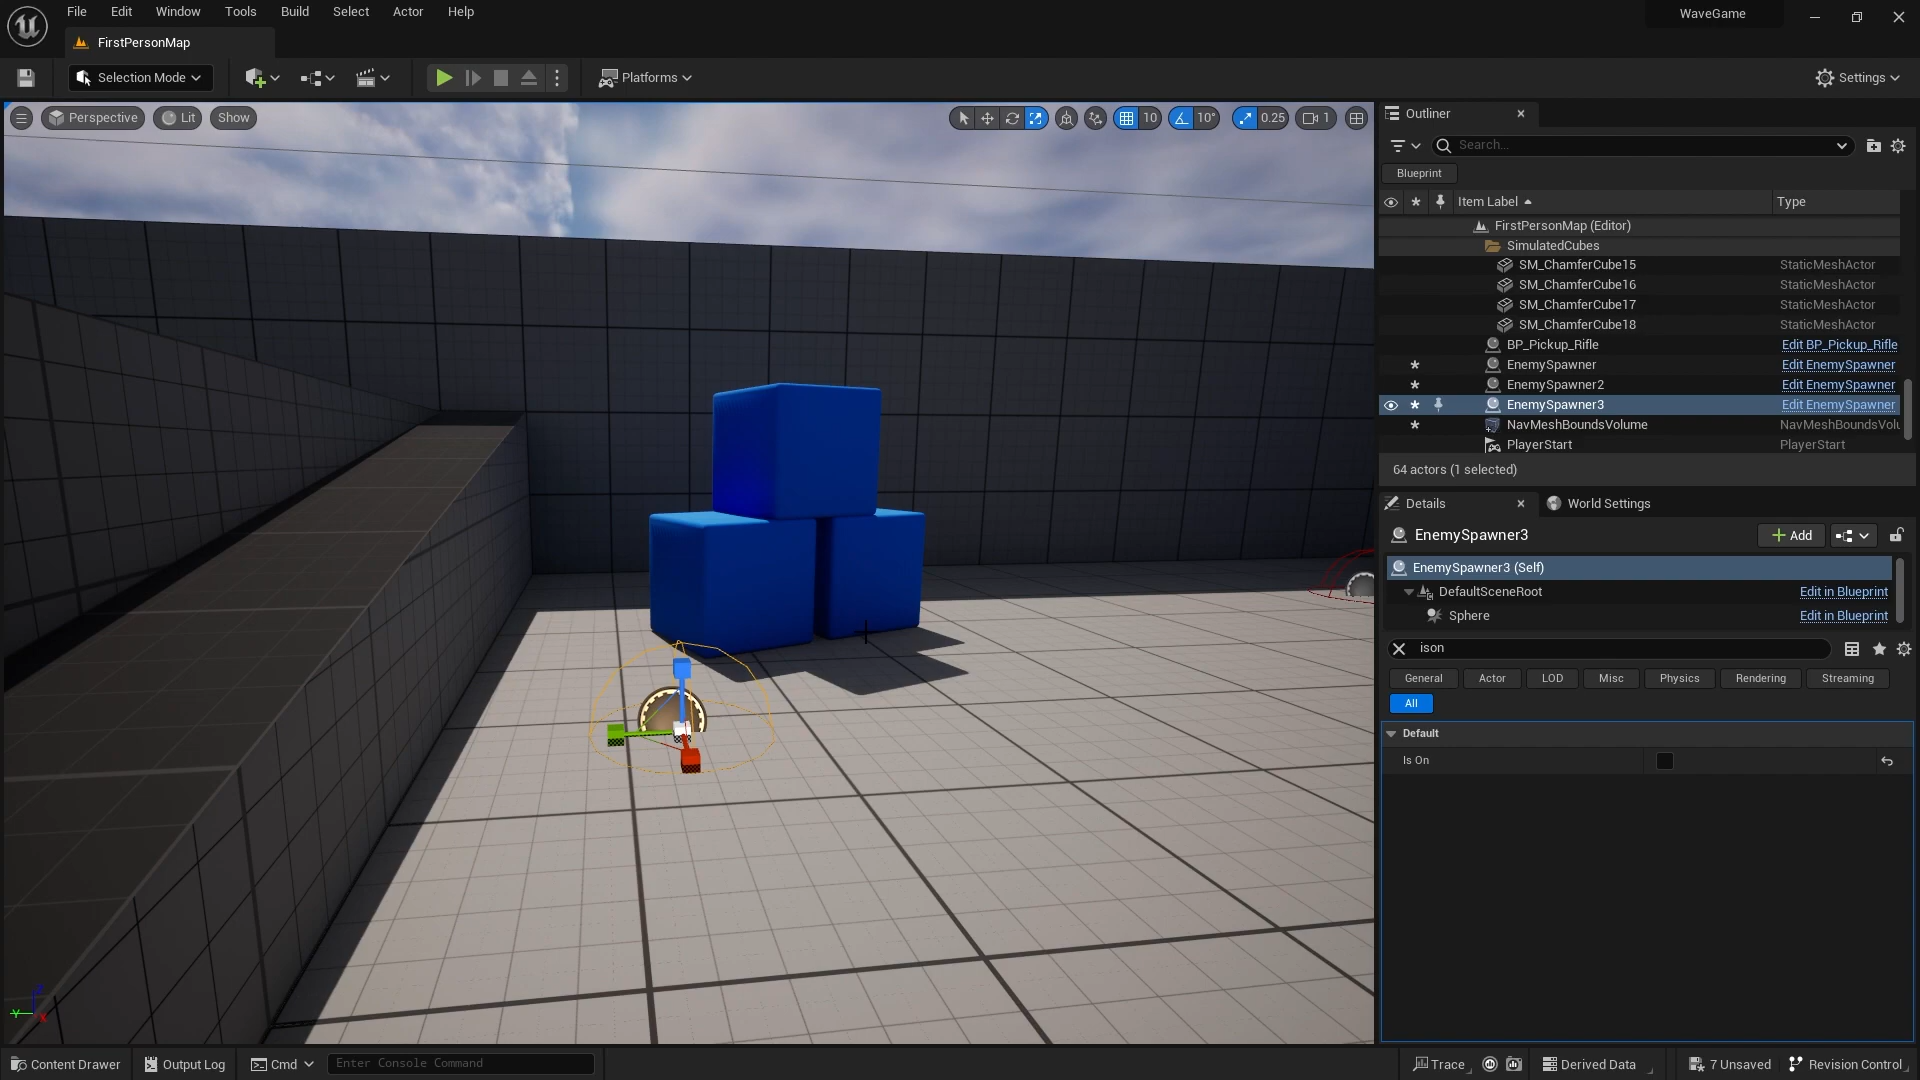 File Edit Window Tools Build Select Actor Help
WaveGame
FirstPersonMap
Selection Mode
Platforms
Settings
Perspective
Lit
Show
10
10°
0.25
1
Outliner
Search...
Blueprint
Item Label
Type
FirstPersonMap (Editor)
SimulatedCubes
SM_ChamferCube15 StaticMeshActor
SM_ChamferCube16 StaticMeshActor
SM_ChamferCube17 StaticMeshActor
SM_ChamferCube18 StaticMeshActor
BP_Pickup_Rifle Edit BP_Pickup_Rifle
EnemySpawner Edit EnemySpawner
EnemySpawner2 Edit EnemySpawner
EnemySpawner3 Edit EnemySpawner
NavMeshBoundsVolume NavMeshBoundsVolu
PlayerStart PlayerStart
64 actors (1 selected)
Details
World Settings
EnemySpawner3
Add
EnemySpawner3 (Self)
DefaultSceneRoot Edit in Blueprint
Sphere Edit in Blueprint
ison
General Actor LOD Misc Physics Rendering Streaming
All
Default
Is On
Content Drawer
Output Log
Cmd
Enter Console Command
Trace
Derived Data
7 Unsaved
Revision Control